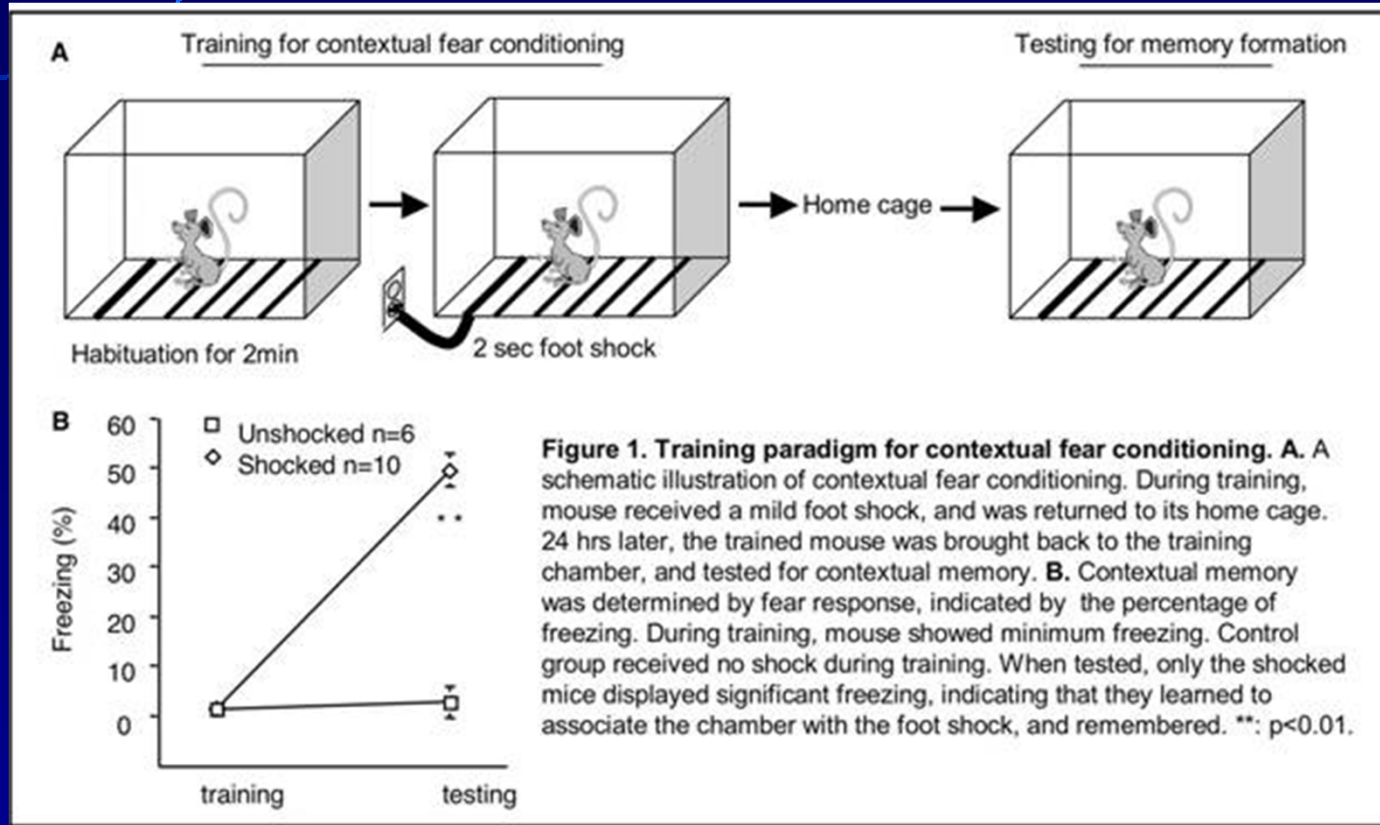 A
Training for contextual fear conditioning
Testing for memory formation
Home cage
Habituation for 2min
2 sec foot shock
B
60
50
40
30
20
10
0
Freezing (%)
Unshocked n=6
Shocked n=10
**
training
testing
Figure 1. Training paradigm for contextual fear conditioning. A. A
schematic illustration of contextual fear conditioning. During training,
mouse received a mild foot shock, and was returned to its home cage.
24 hrs later, the trained mouse was brought back to the training
chamber, and tested for contextual memory. B. Contextual memory
was determined by fear response, indicated by the percentage of
freezing. During training, mouse showed minimum freezing. Control
group received no shock during training. When tested, only the shocked
mice displayed significant freezing, indicating that they learned to
associate the chamber with the foot shock, and remembered. **: p<0.01.